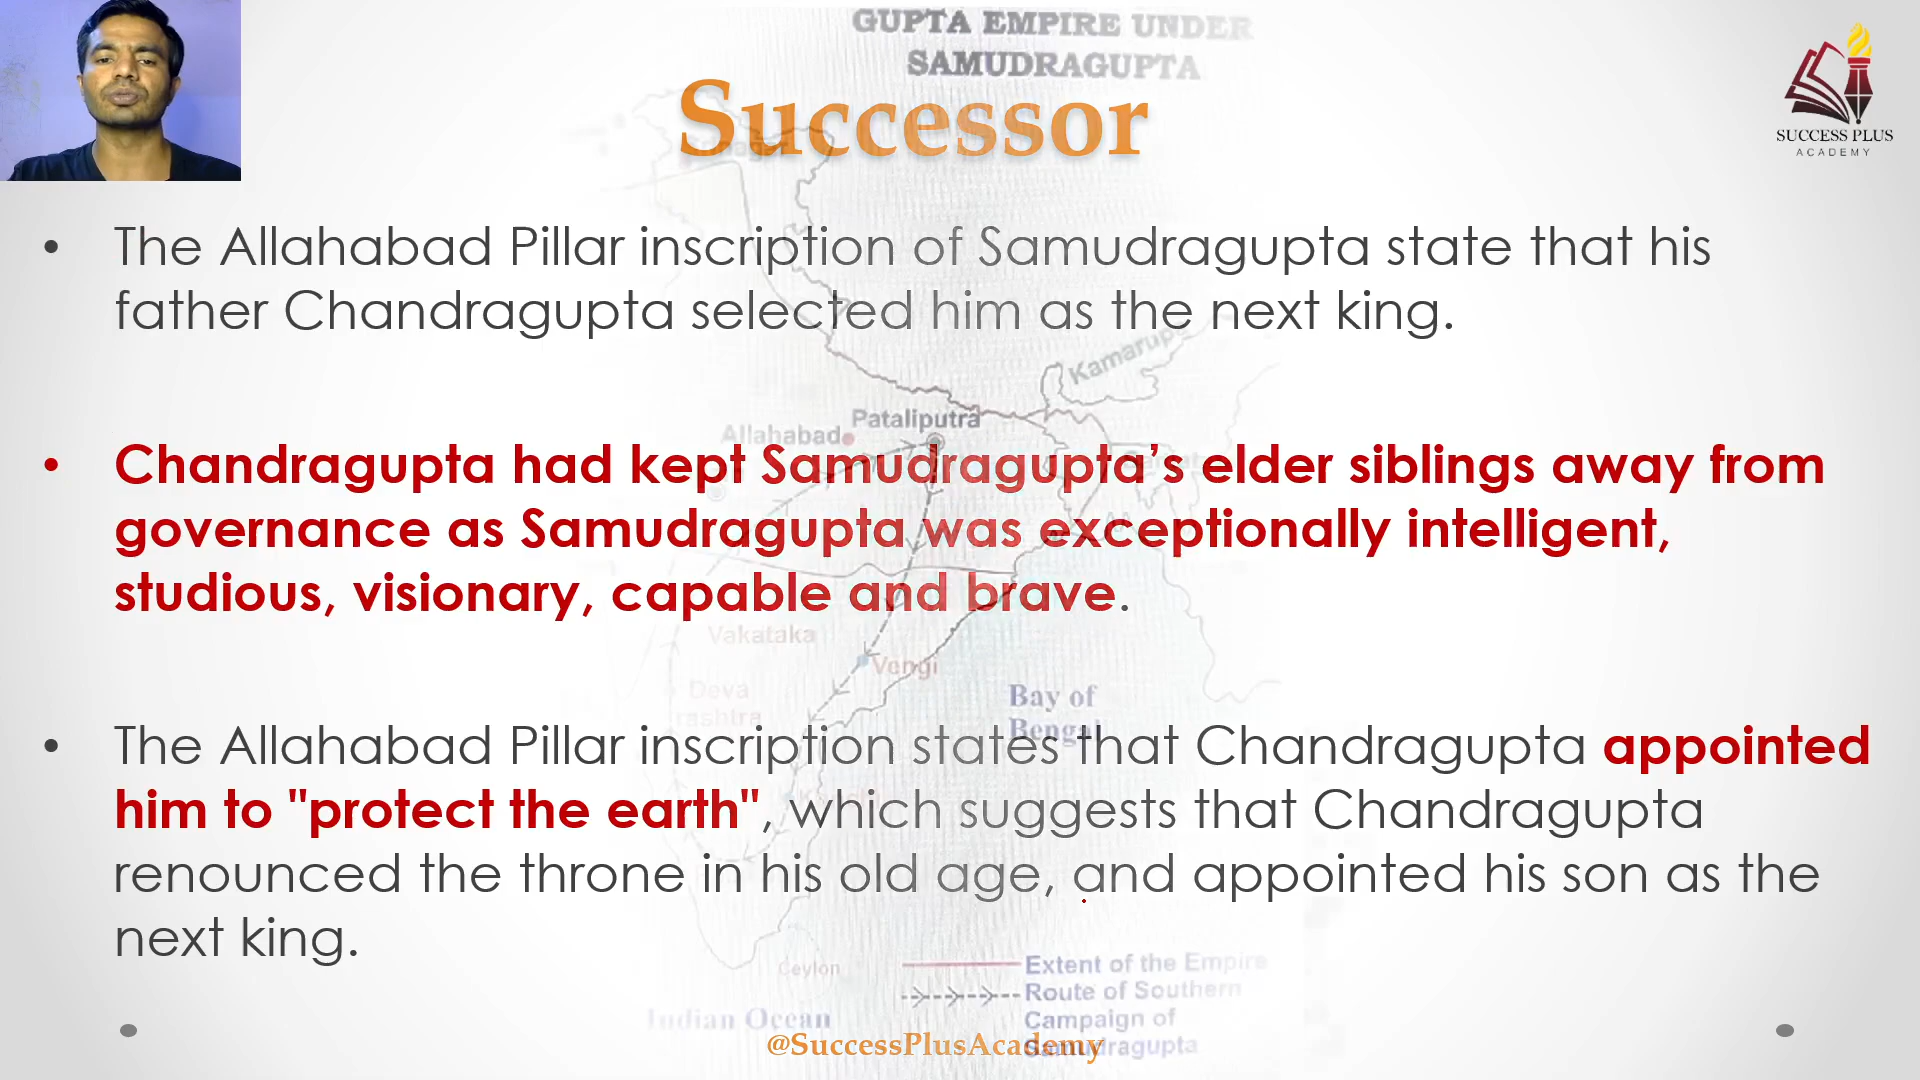 GUPTA EMPIRE UNDER
SAMUDRAGUPTA
Successor
SUCCESS PLUS
ACADEMY
• The Allahabad Pillar inscription of Samudragupta state that his
father Chandragupta selected him as the next king.
Kamarup
Pataliputra
Allahabad
• Chandragupta had kept Samudragupta's elder siblings away from
governance as Samudragupta was exceptionally intelligent,
studious, visionary, capable and brave.
Vakataka
Vengi
Deva
rashtra
Bay of
Bengal
• The Allahabad Pillar inscription states that Chandragupta appointed
him to "protect the earth", which suggests that Chandragupta
renounced the throne in his old age, and appointed his son as the
next king.
Ceylon
Extent of the Empire
Route of Southern
Campaign of
Samudragupta
Indian Ocean
@SuccessPlusAcademy